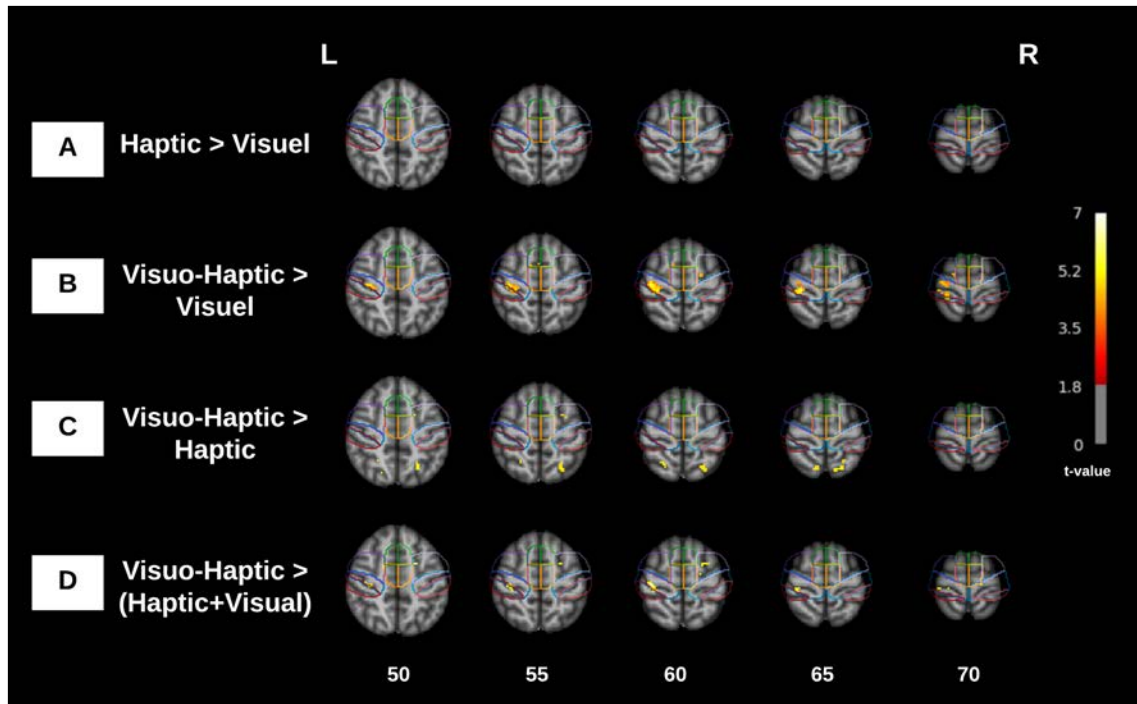 L
R
A
Haptic > Visuel
B
Visuo-Haptic >
Visuel
C
Visuo-Haptic >
Haptic
D
Visuo-Haptic >
(Haptic+Visual)
7
5.2
3.5
1.8
0
t-value
50
55
60
65
70